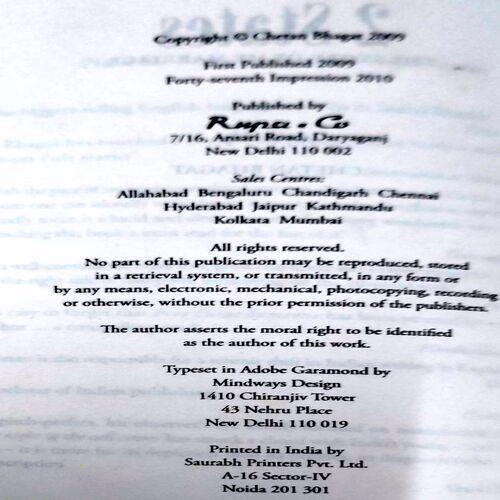 2 States
Copyright © Chetan Bhagat 2009
First Published 2009
Forty-seventh Impression 2010
Published by
Rupa • Co
7/16, Ansari Road, Daryaganj
New Delhi 110 002
Sales Centres:
Allahabad Bengaluru Chandigarh Chennai
Hyderabad Jaipur Kathmandu
Kolkata Mumbai
All rights reserved.
No part of this publication may be reproduced, stored
in a retrieval system, or transmitted, in any form or
by any means, electronic, mechanical, photocopying, recording
or otherwise, without the prior permission of the publishers.
The author asserts the moral right to be identified
as the author of this work.
Typeset in Adobe Garamond by
Mindways Design
1410 Chiranjiv Tower
43 Nehru Place
New Delhi 110 019
Printed in India by
Saurabh Printers Pvt. Ltd.
A-16 Sector-IV
Noida 201 301